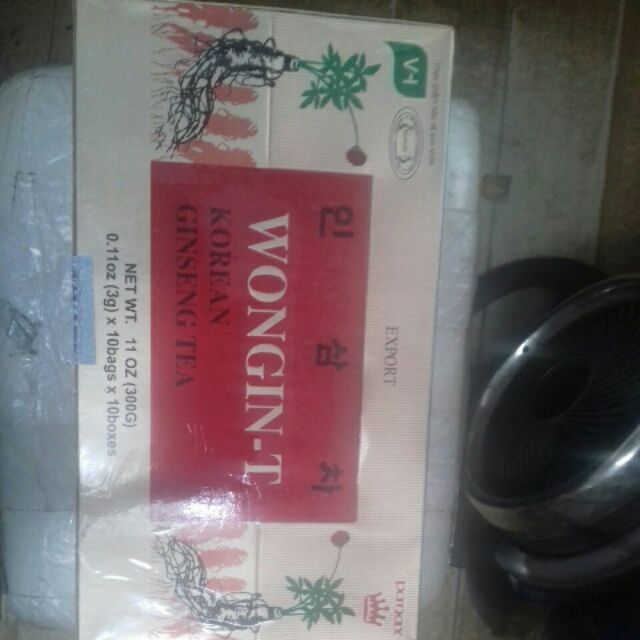 EXPORT
인 삼 차
WONGIN-T
KOREAN
GINSENG TEA
NET WT. 11 OZ (300G)
0.11oz (3g) x 10bags x 10boxes